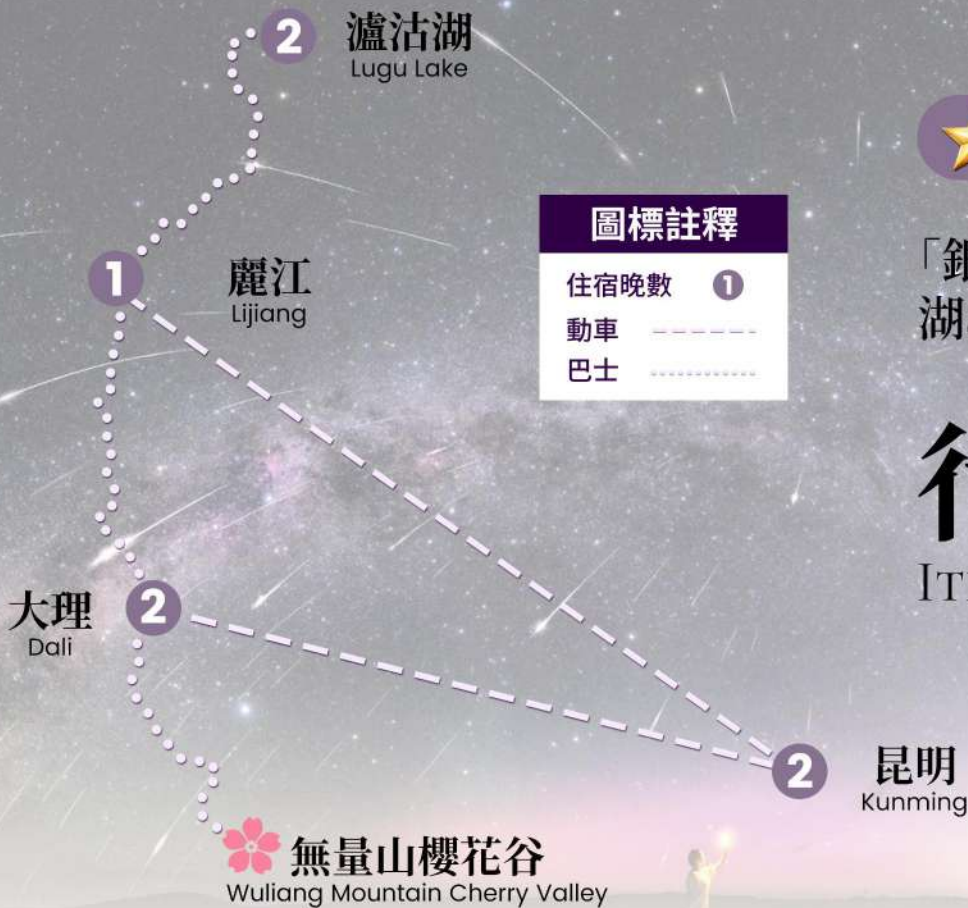 2
瀘沽湖
Lugu Lake
1
麗江
Lijiang
圖標註釋
住宿晚數 1
動車
巴士
湖
大理
Dali
2
2
昆明
Kunming
無量山櫻花谷
Wuliang Mountain Cherry Valley